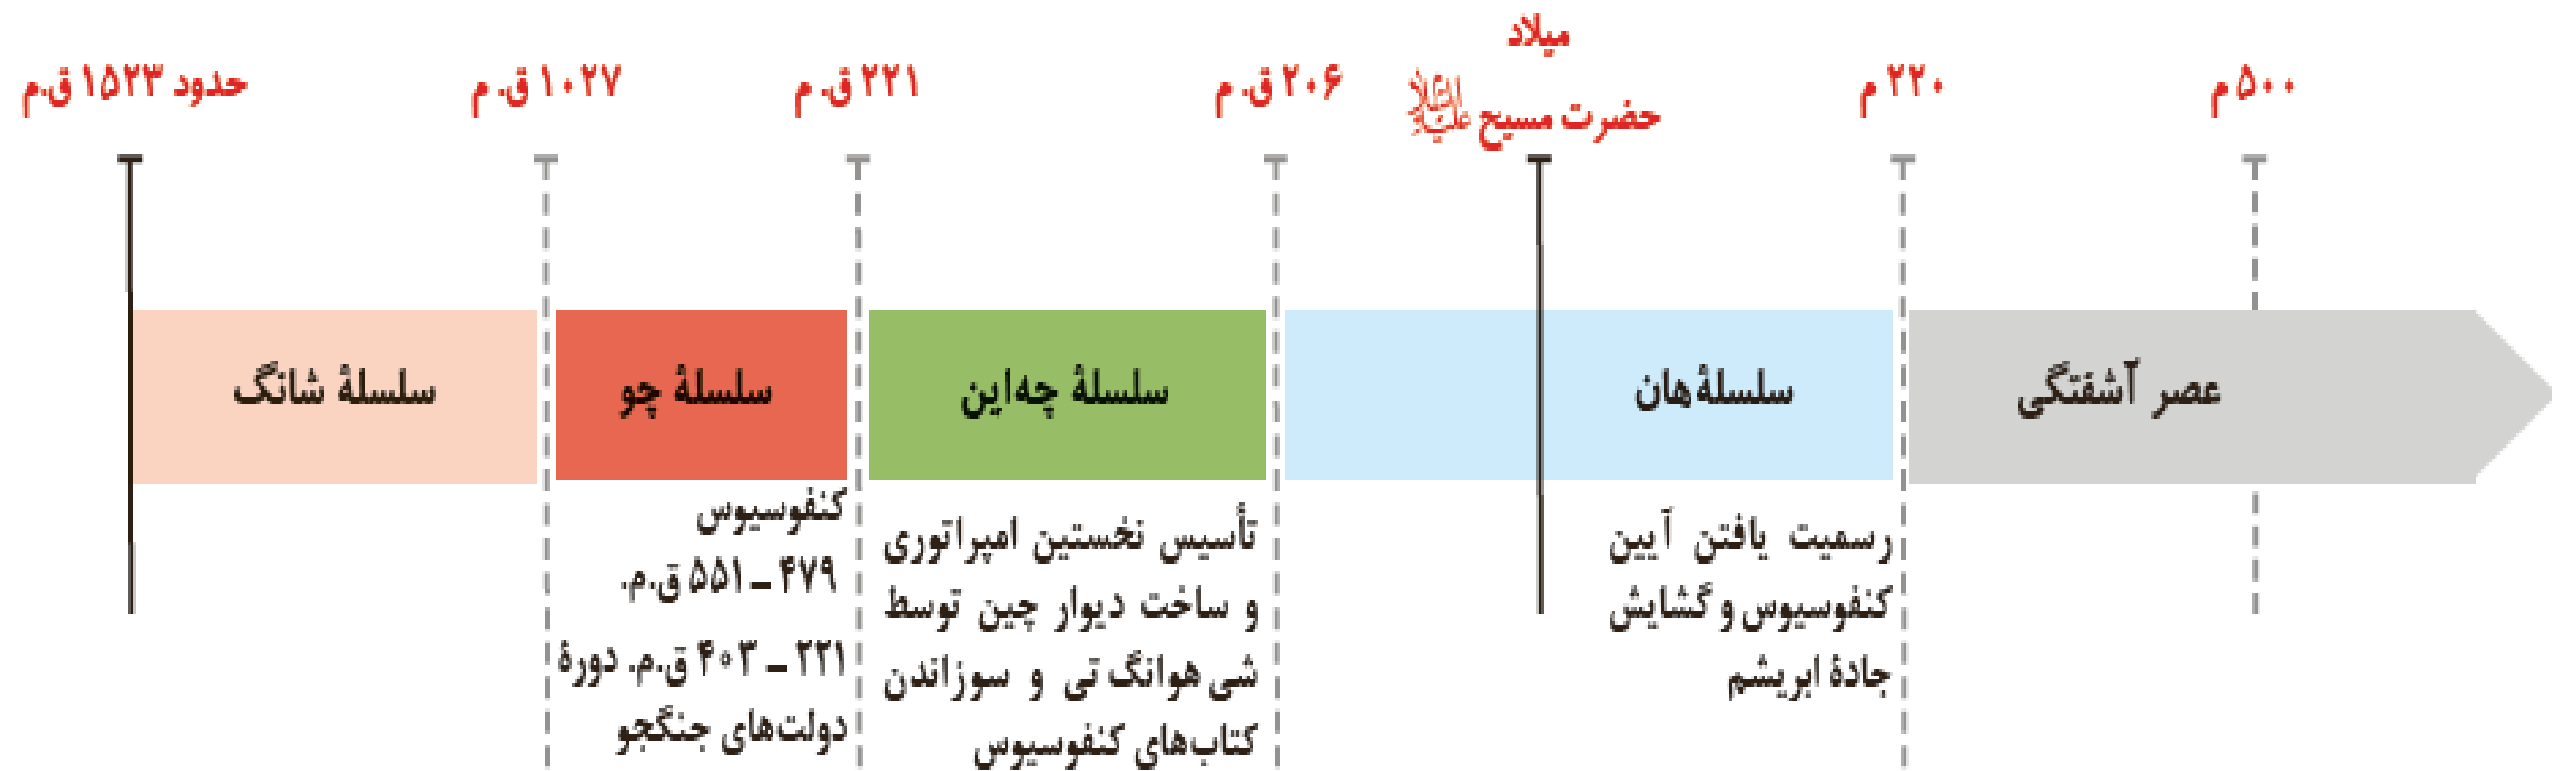 حدود ۱۵۲۳ ق.م
۱۰۲۷ ق.م
۲۲۱ ق.م
۲۰۶ ق.م
میلاد
حضرت مسیح علیه‌السلام
۲۲۰ م
۵۰۰ م
سلسلهٔ شانگ
سلسلهٔ چو
سلسلهٔ چه‌این
سلسلهٔ هان
عصر آشفتگی
کنفوسیوس
۴۷۹ ـ ۵۵۱ ق.م.
۲۲۱ ـ ۴۰۳ ق.م. دورهٔ
دولت‌های جنگجو
تأسیس نخستین امپراتوری
و ساخت دیوار چین توسط
شی هوانگ تی و سوزاندن
کتاب‌های کنفوسیوس
رسمیت یافتن آیین
کنفوسیوس و گشایش
جادهٔ ابریشم